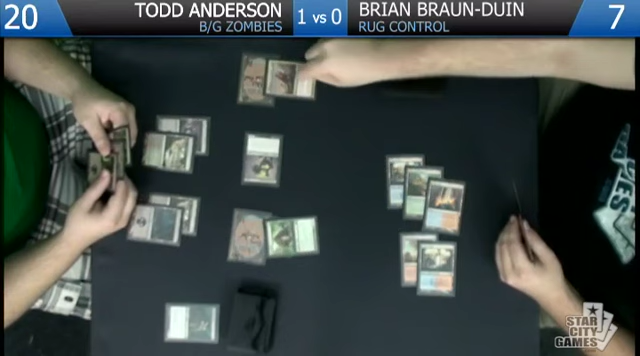 20 TODD ANDERSON 1 vs 0 BRIAN BRAUN-DUIN 7
B/G ZOMBIES RUG CONTROL
STAR
CITY
GAMES